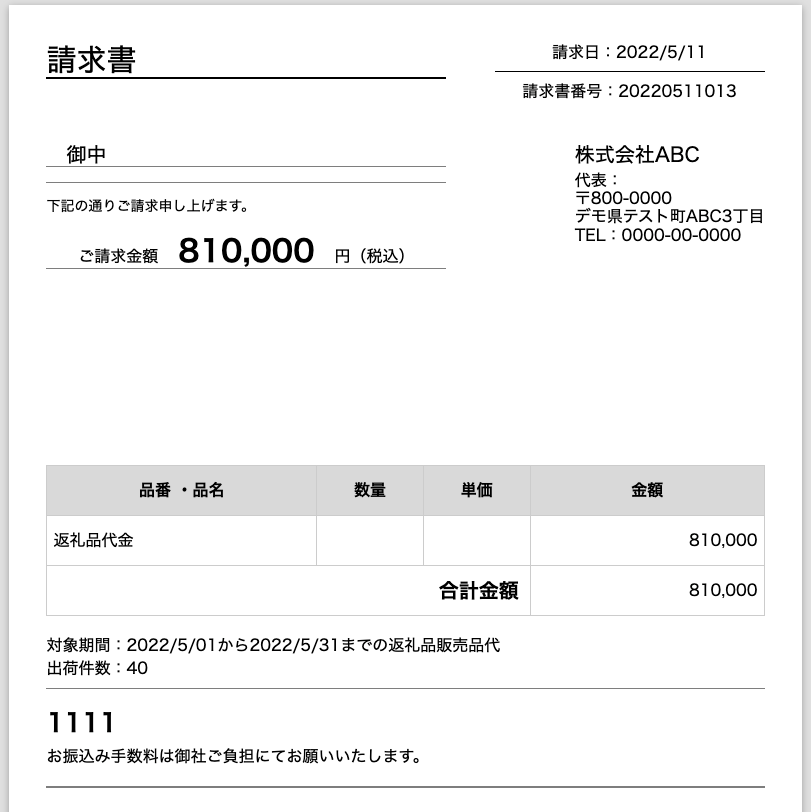 請求書
請求日：2022/5/11
請求書番号：20220511013
御中
下記の通りご請求申し上げます。
ご請求金額 810,000 円（税込）
株式会社ABC
代表：
〒800-0000
デモ県テスト町ABC3丁目
TEL：0000-00-0000
品番 ・品名 数量 単価 金額
返礼品代金 810,000
合計金額 810,000
対象期間：2022/5/01から2022/5/31までの返礼品販売品代
出荷件数：40
1111
お振込み手数料は御社ご負担にてお願いいたします。